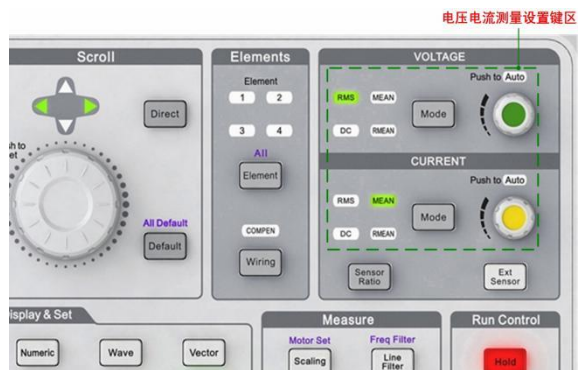 电压电流测量设置键区
Scroll
Elements
VOLTAGE
Element
Push to Auto
1 2
RMS MEAN
Direct
Mode
3 4
DC RMEAN
All
CURRENT
Element
Push to Auto
RMS MEAN
All Default
Mode
COMPEN
DC RMEAN
Default
Wiring
Sensor Ratio
Ext Sensor
Display & Set
Measure
Run Control
Motor Set
Freq Filter
Numeric
Wave
Vector
Scaling
Line Filter
Hold